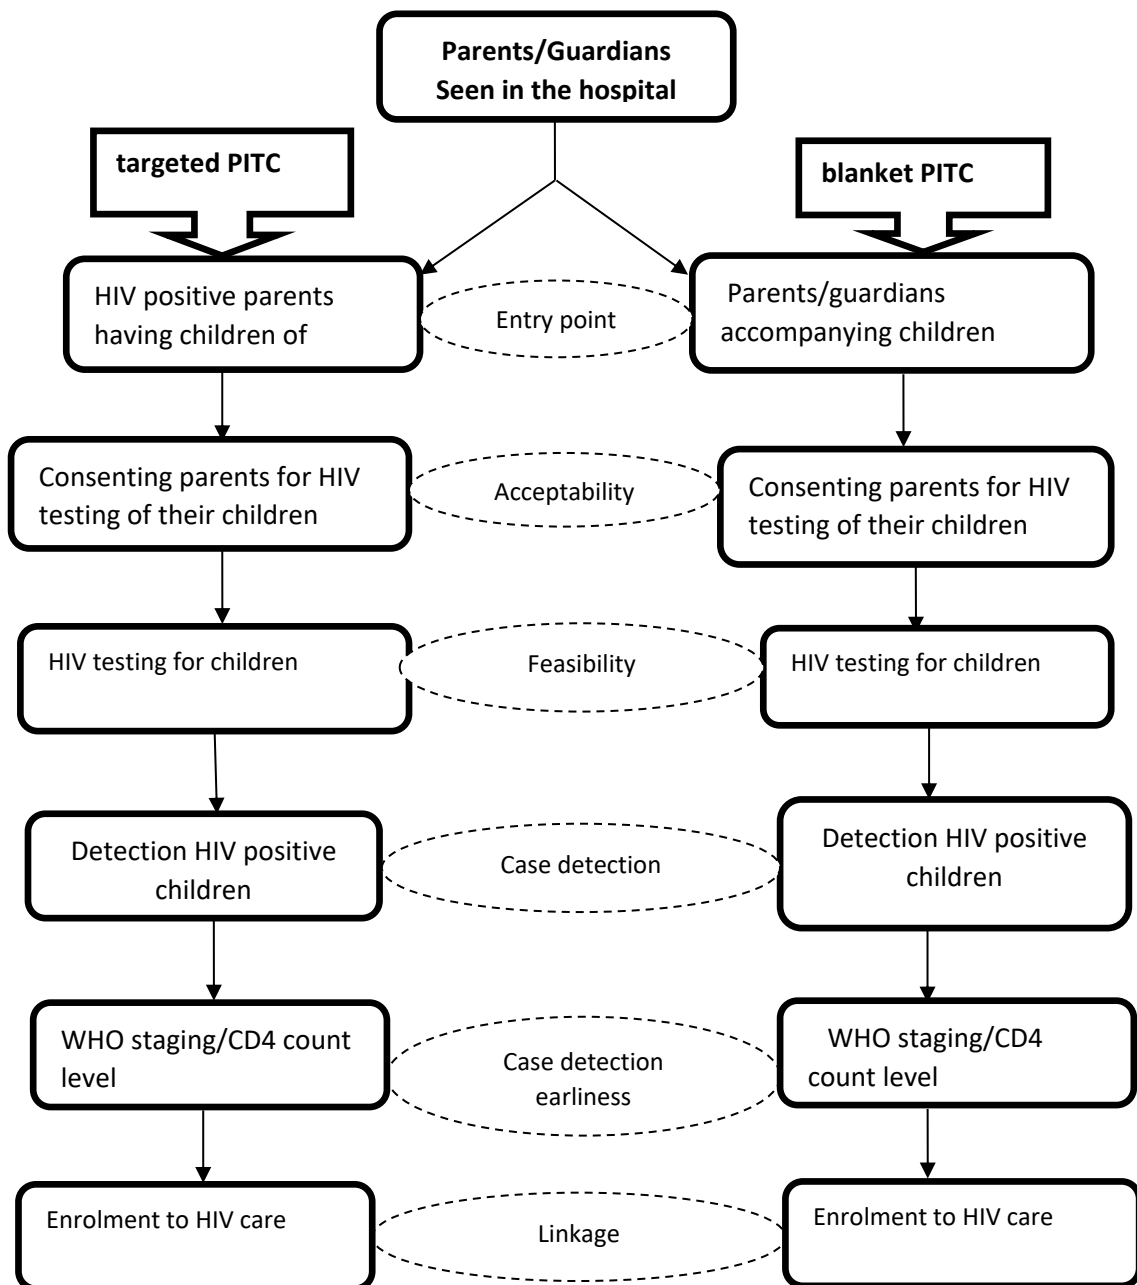 Parents/Guardians
Seen in the hospital
targeted PITC
blanket PITC
HIV positive parents
having children of
Entry point
Parents/guardians
accompanying children
Consenting parents for HIV
testing of their children
Acceptability
Consenting parents for HIV
testing of their children
HIV testing for children
Feasibility
HIV testing for children
Detection HIV positive
children
Case detection
Detection HIV positive
children
WHO staging/CD4 count
level
Case detection
earliness
WHO staging/CD4
count level
Enrolment to HIV care
Linkage
Enrolment to HIV care